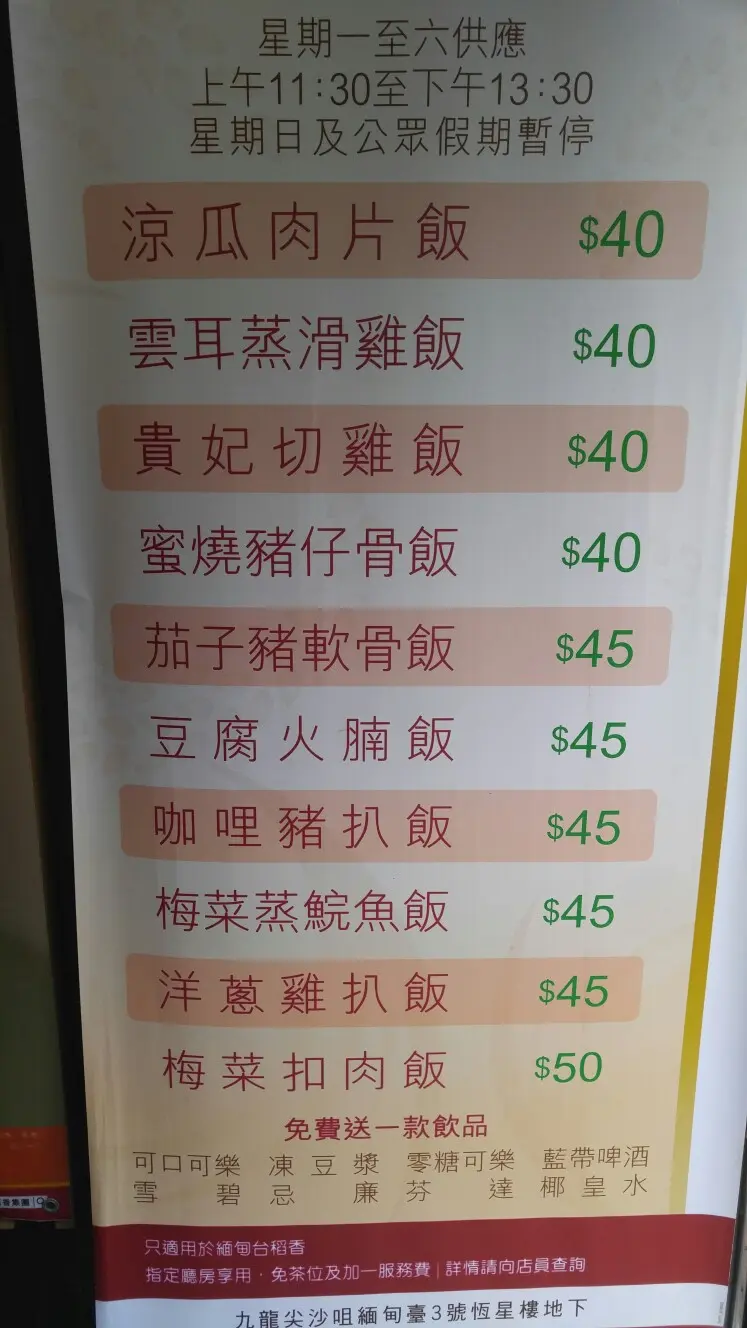 星期一至六供應
上午11:30至下午13:30
星期日及公眾假期暫停
涼瓜肉片飯 $40
雲耳蒸滑雞飯 $40
貴妃切雞飯 $40
蜜燒豬仔骨飯 $40
茄子豬軟骨飯 $45
豆腐火腩飯 $45
咖哩豬扒飯 $45
梅菜蒸鯇魚飯 $45
洋蔥雞扒飯 $45
梅菜扣肉飯 $50
免費送一款飲品
可口可樂 凍豆漿 零糖可樂 藍帶啤酒
雪碧 忌廉 芬達 椰皇水
只適用於緬甸台稻香
指定廳房享用・免茶位及加一服務費|詳情請向店員查詢
九龍尖沙咀緬甸臺3號恆星樓地下